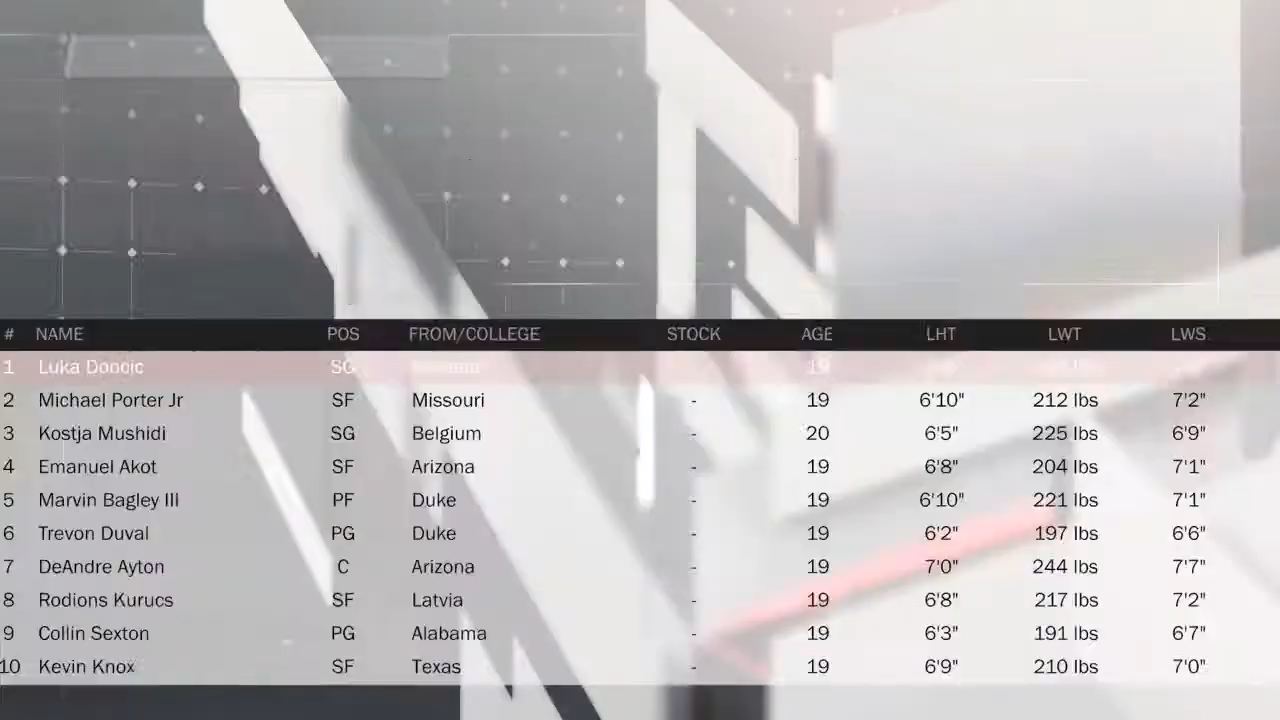 # NAME POS FROM/COLLEGE STOCK AGE LHT LWT LWS
1 Luka Doncic SG 19
2 Michael Porter Jr SF Missouri - 19 6'10" 212 lbs 7'2"
3 Kostja Mushidi SG Belgium - 20 6'5" 225 lbs 6'9"
4 Emanuel Akot SF Arizona - 19 6'8" 204 lbs 7'1"
5 Marvin Bagley III PF Duke - 19 6'10" 221 lbs 7'1"
6 Trevon Duval PG Duke - 19 6'2" 197 lbs 6'6"
7 DeAndre Ayton C Arizona - 19 7'0" 244 lbs 7'7"
8 Rodions Kurucs SF Latvia - 19 6'8" 217 lbs 7'2"
9 Collin Sexton PG Alabama - 19 6'3" 191 lbs 6'7"
10 Kevin Knox SF Texas - 19 6'9" 210 lbs 7'0"